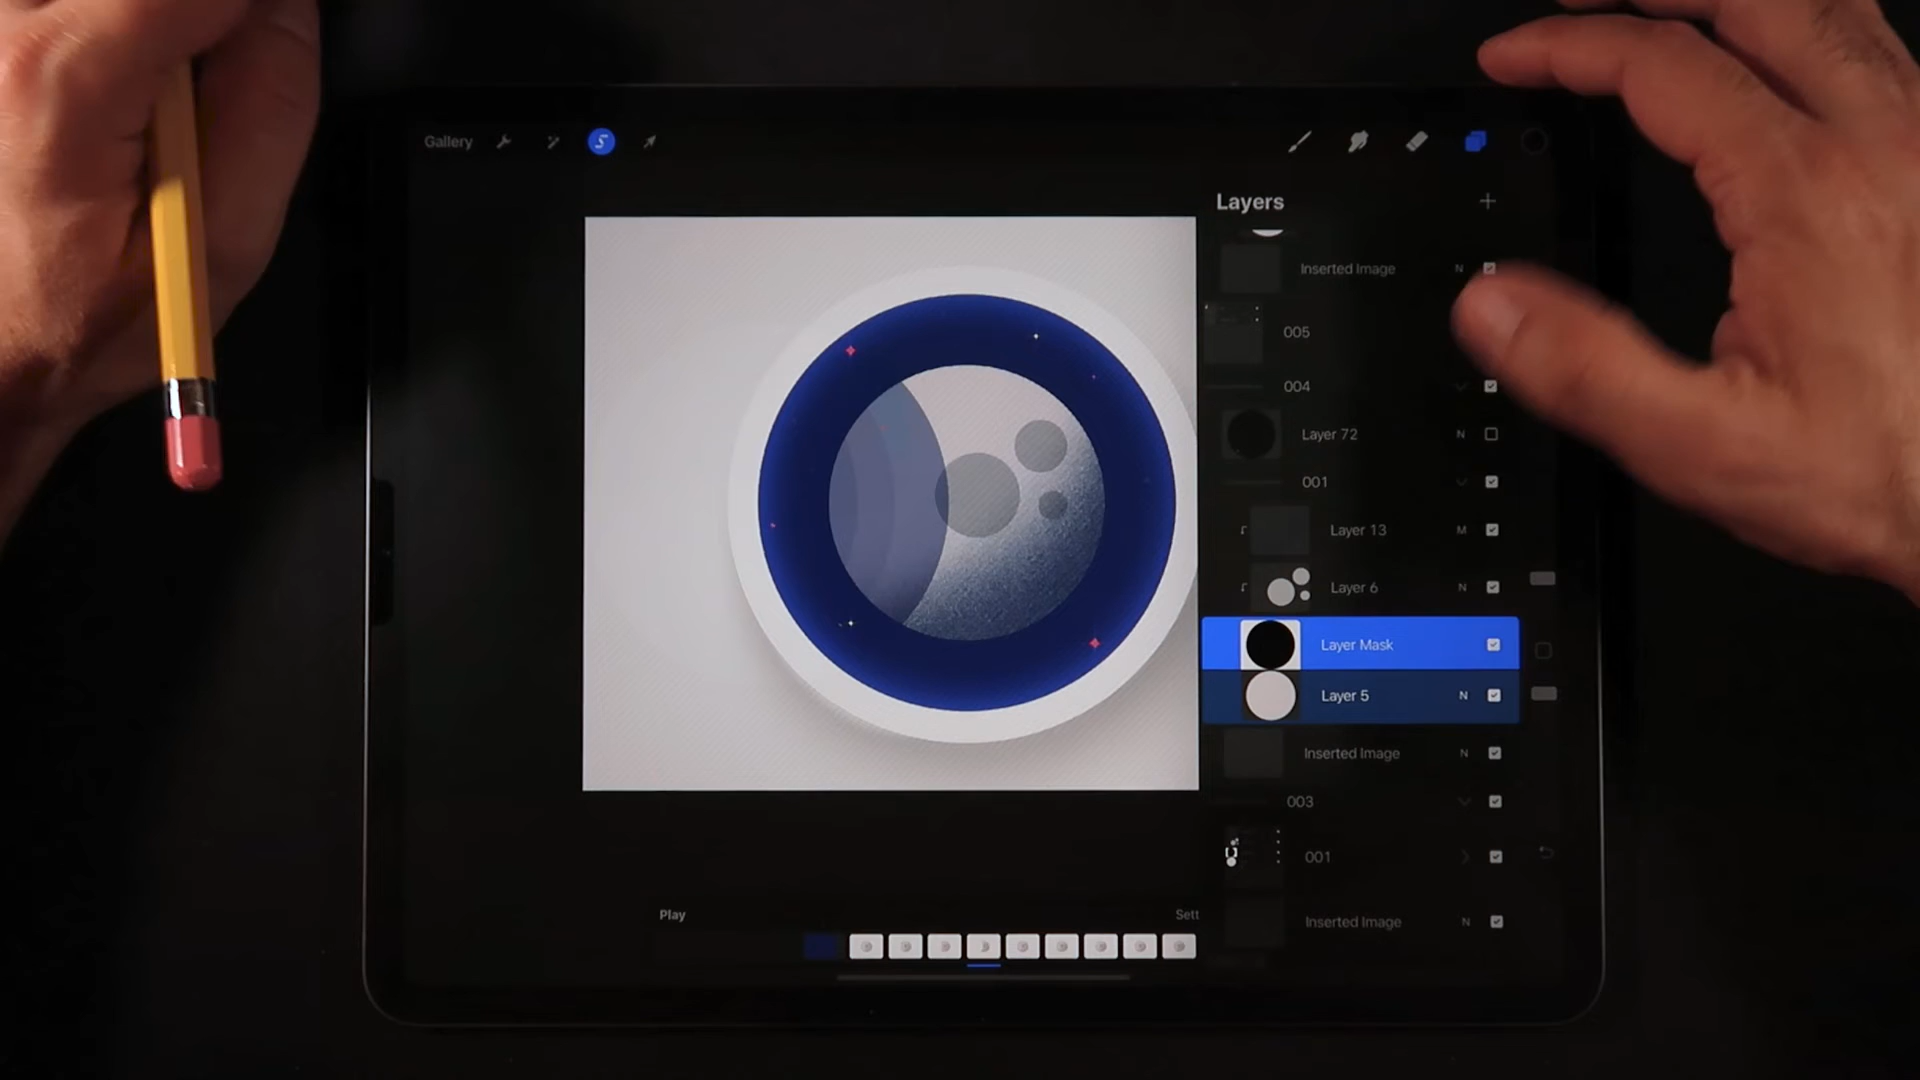 Gallery
Layers
Inserted Image N
005
004
Layer 72 N
001
Layer 13 M
Layer 6 N
Layer Mask
Layer 5 N
Inserted Image N
003
001
Inserted Image N
Play
Sett